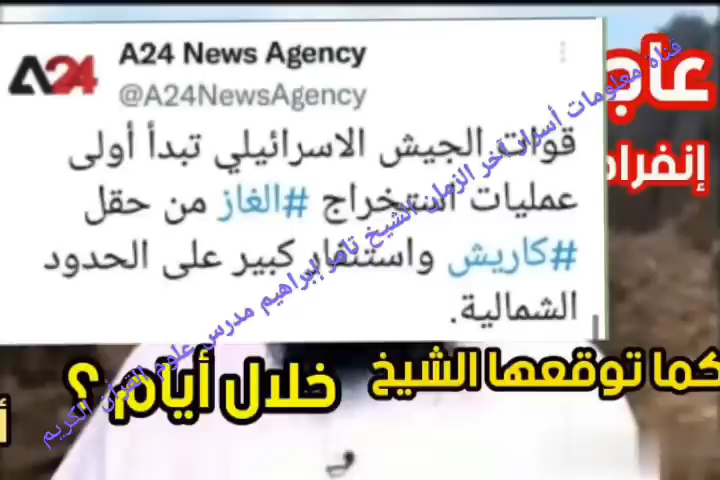 A24
A24 News Agency
@A24NewsAgency
قوات الجيش الاسرائيلي تبدأ أولى
عمليات استخراج #الغاز من حقل
#كاريش واستنفار كبير على الحدود
الشمالية.
عاج
إنفراد
قناة معلومات أسرار آخر الزمان الشيخ تامر إبراهيم مدرس علوم القرآن الكريم
كما توقعها الشيخ
خلال أيام ؟